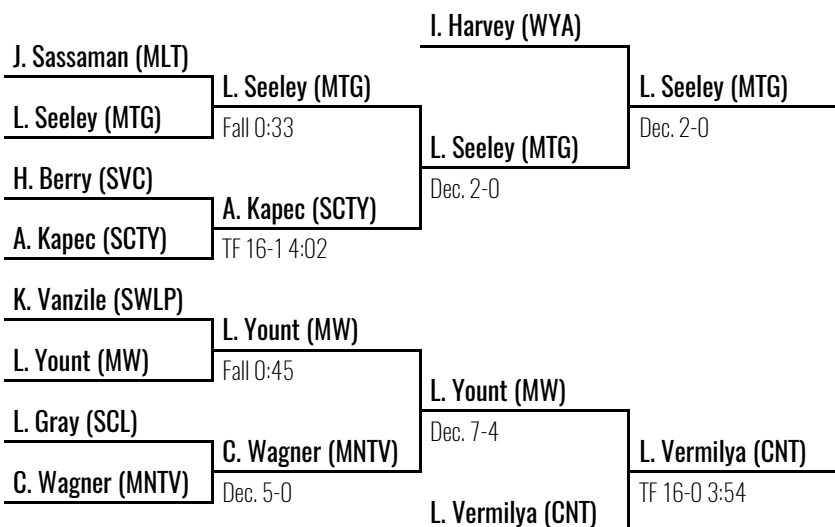 I. Harvey (WYA)
J. Sassaman (MLT)
L. Seeley (MTG)
L. Seeley (MTG)
L. Seeley (MTG)
Fall 0:33
Dec. 2-0
L. Seeley (MTG)
H. Berry (SVC)
Dec. 2-0
A. Kapec (SCTY)
A. Kapec (SCTY)
TF 16-1 4:02
K. Vanzile (SWLP)
L. Yount (MW)
L. Yount (MW)
Fall 0:45
L. Yount (MW)
L. Gray (SCL)
Dec. 7-4
C. Wagner (MNTV)
L. Vermilya (CNT)
C. Wagner (MNTV)
Dec. 5-0
TF 16-0 3:54
L. Vermilya (CNT)